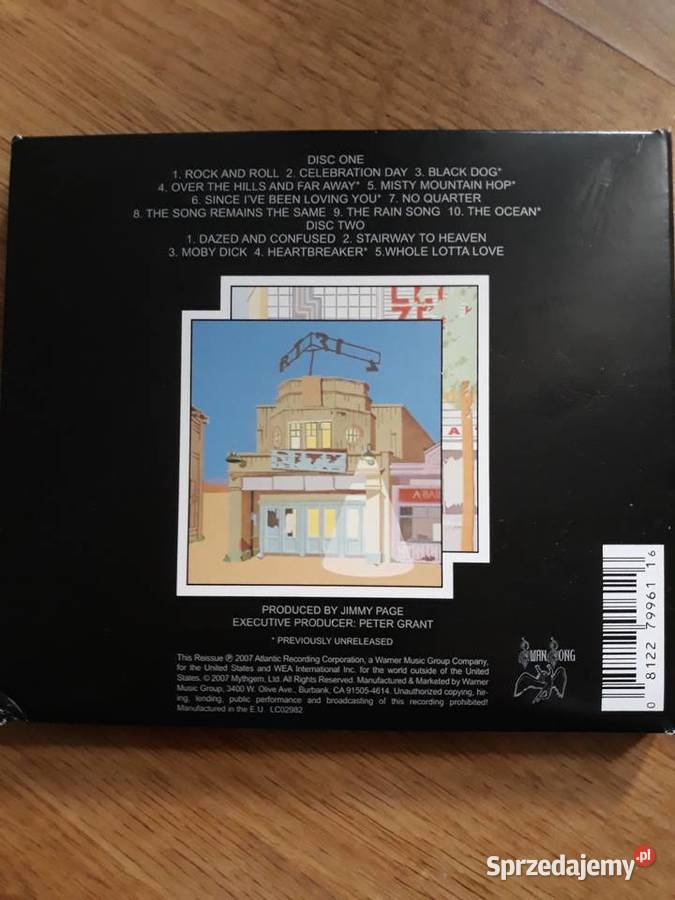 DISC ONE
1. ROCK AND ROLL 2. CELEBRATION DAY 3. BLACK DOG*
4. OVER THE HILLS AND FAR AWAY* 5. MISTY MOUNTAIN HOP*
6. SINCE I'VE BEEN LOVING YOU* 7. NO QUARTER
8. THE SONG REMAINS THE SAME 9. THE RAIN SONG 10. THE OCEAN*
DISC TWO
1. DAZED AND CONFUSED 2. STAIRWAY TO HEAVEN
3. MOBY DICK 4. HEARTBREAKER* 5.WHOLE LOTTA LOVE
PRODUCED BY JIMMY PAGE
EXECUTIVE PRODUCER: PETER GRANT
* PREVIOUSLY UNRELEASED
This Reissue ℗ 2007 Atlantic Recording Corporation, a Warner Music Group Company,
for the United States and WEA International Inc. for the world outside of the United
States. © 2007 Mythgem, Ltd. All Rights Reserved. Manufactured & Marketed by Warner
Music Group, 3400 W. Olive Ave., Burbank, CA 91505-4614. Unauthorized copying, hir-
ing, lending, public performance and broadcasting of this recording prohibited!
Manufactured in the E.U. LC02982
SWAN SONG
0 8122 79961 1 6
Sprzedajemy.pl